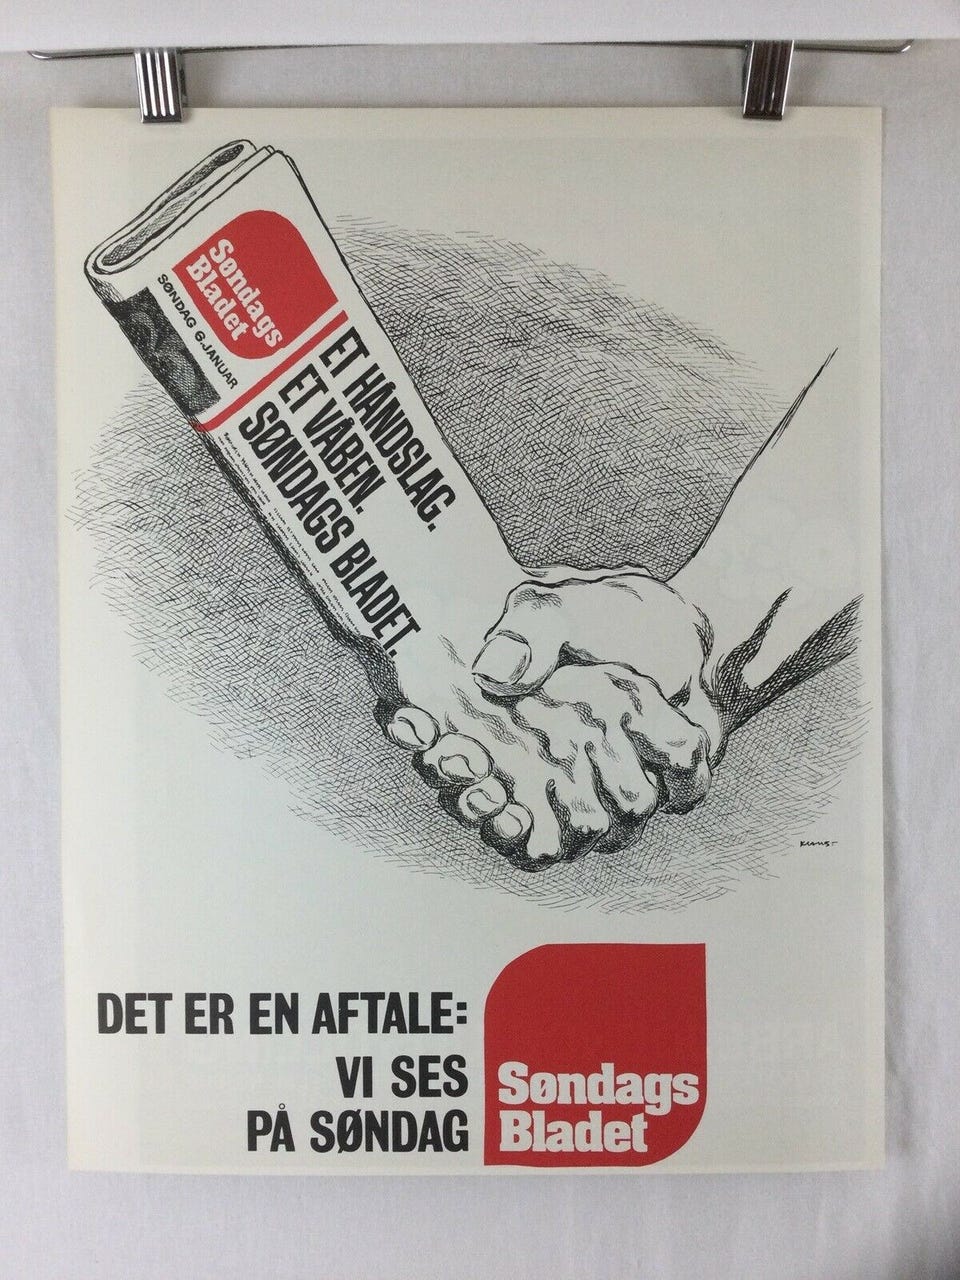 Søndags
Bladet
SØNDAG 6.JANUAR
ET HÅNDSLAG.
ET VÅBEN.
SØNDAGS BLADET.
DET ER EN AFTALE:
VI SES
PÅ SØNDAG
Søndags
Bladet